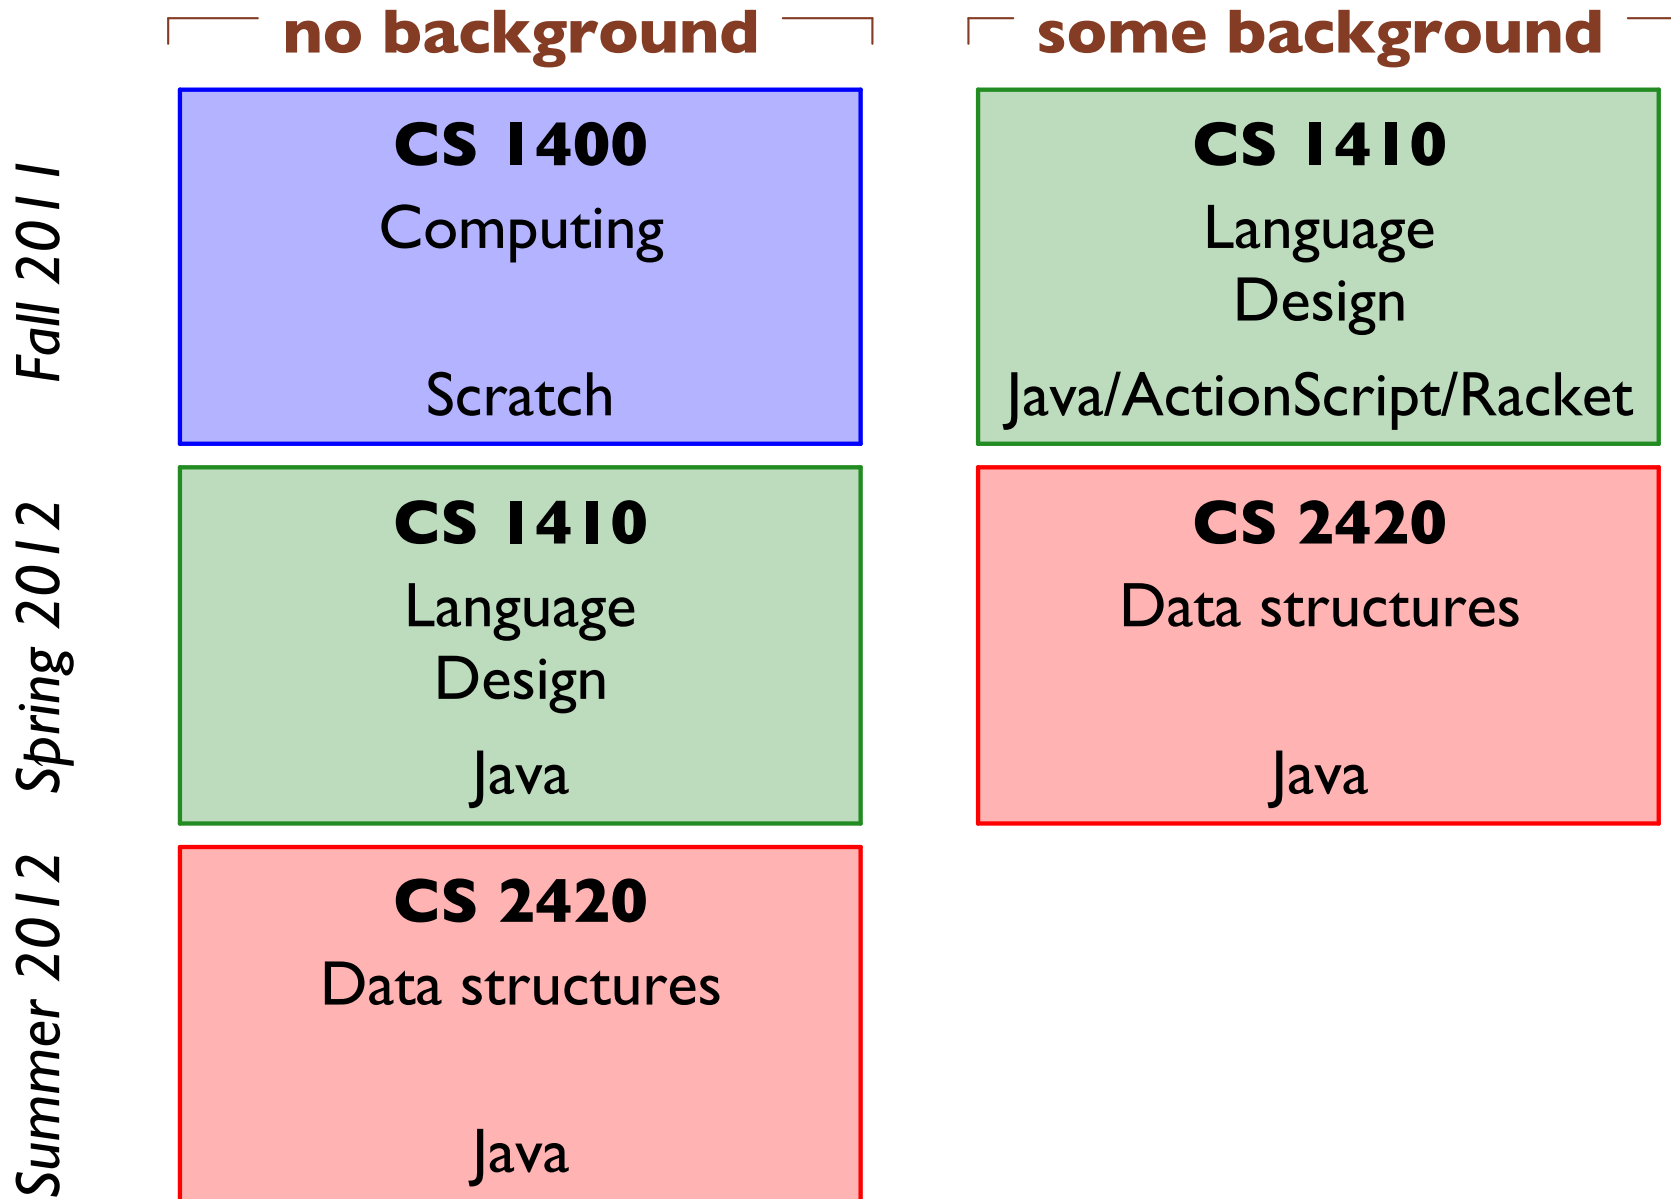 no background
some background
Fall 2011
CS 1400
Computing
Scratch
CS 1410
Language
Design
Java/ActionScript/Racket
Spring 2012
CS 1410
Language
Design
Java
CS 2420
Data structures
Java
Summer 2012
CS 2420
Data structures
Java